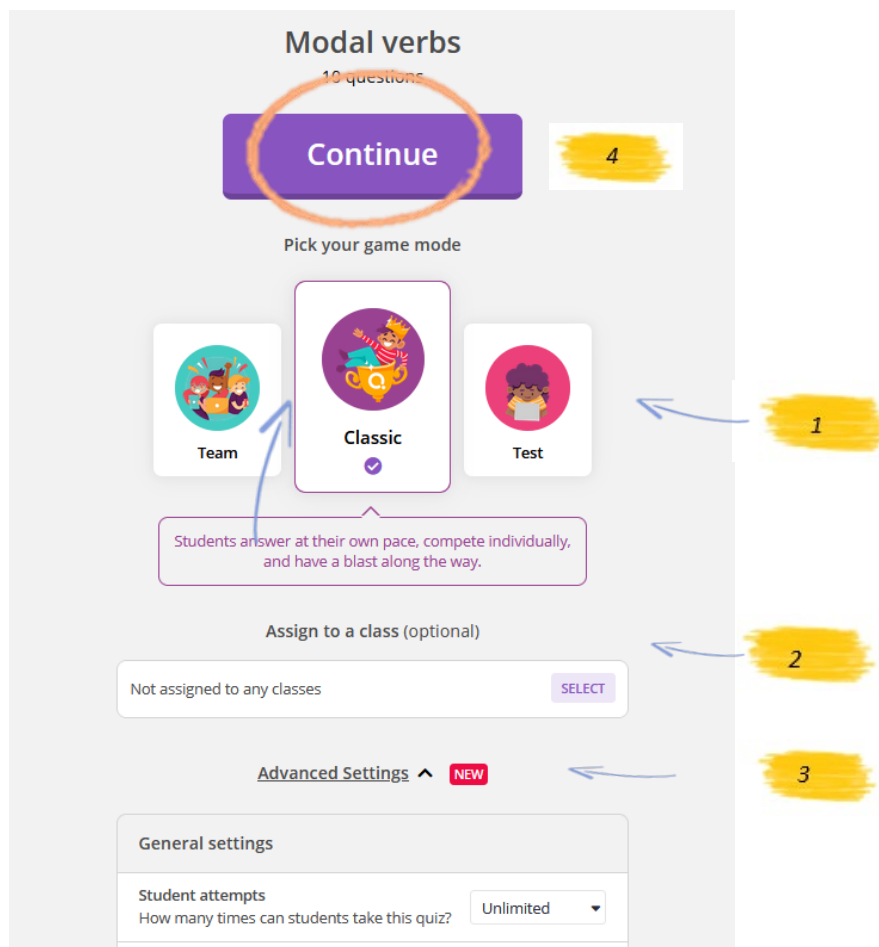 Modal verbs
10 questions
Continue
4
Pick your game mode
Team
Classic
Test
1
Students answer at their own pace, compete individually,
and have a blast along the way.
Assign to a class (optional)
2
Not assigned to any classes
SELECT
Advanced Settings NEW
3
General settings
Student attempts
How many times can students take this quiz?
Unlimited